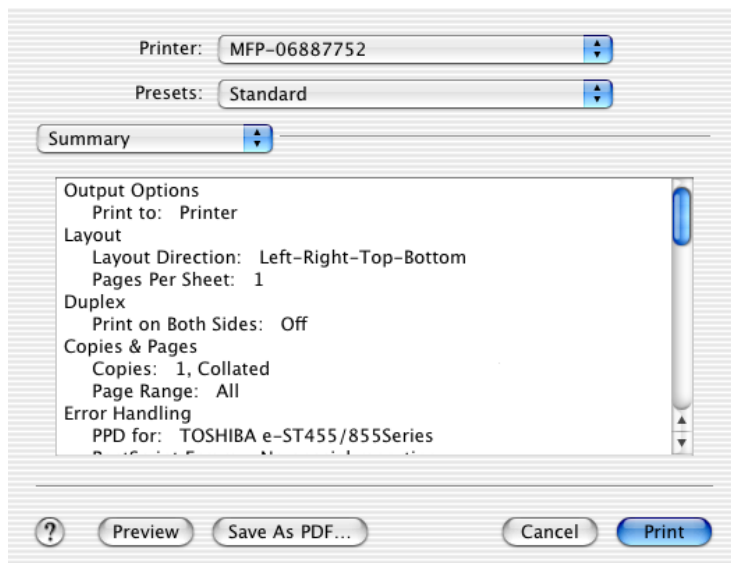 Printer: MFP-06887752
Presets: Standard
Summary
Output Options
Print to: Printer
Layout
Layout Direction: Left-Right-Top-Bottom
Pages Per Sheet: 1
Duplex
Print on Both Sides: Off
Copies & Pages
Copies: 1, Collated
Page Range: All
Error Handling
PPD for: TOSHIBA e-ST455/855Series
? Preview Save As PDF... Cancel Print